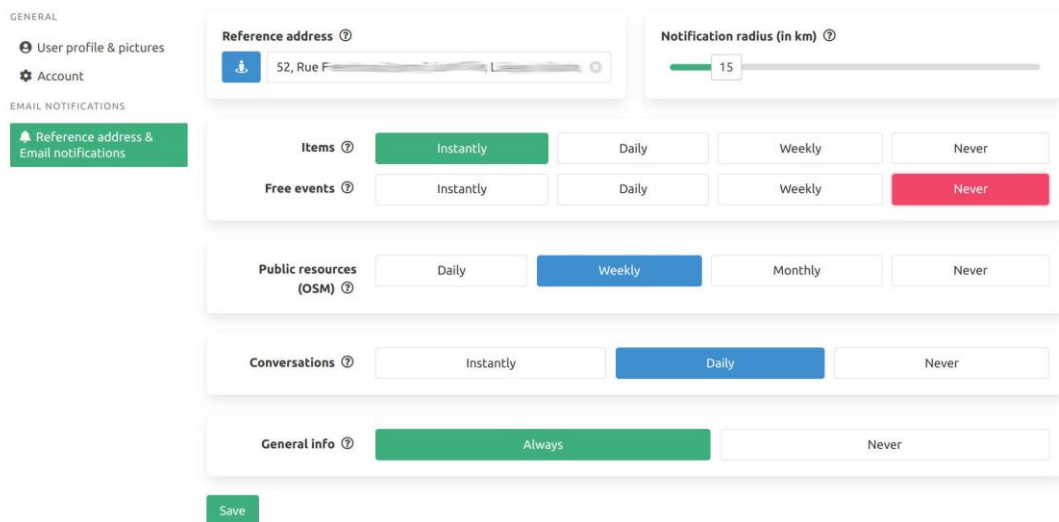 GENERAL
User profile & pictures
Account
EMAIL NOTIFICATIONS
Reference address &
Email notifications
Reference address
52, Rue
Notification radius (in km)
15
Items
Instantly Daily Weekly Never
Free events
Instantly Daily Weekly Never
Public resources
(OSM)
Daily Weekly Monthly Never
Conversations
Instantly Daily Never
General info
Always Never
Save